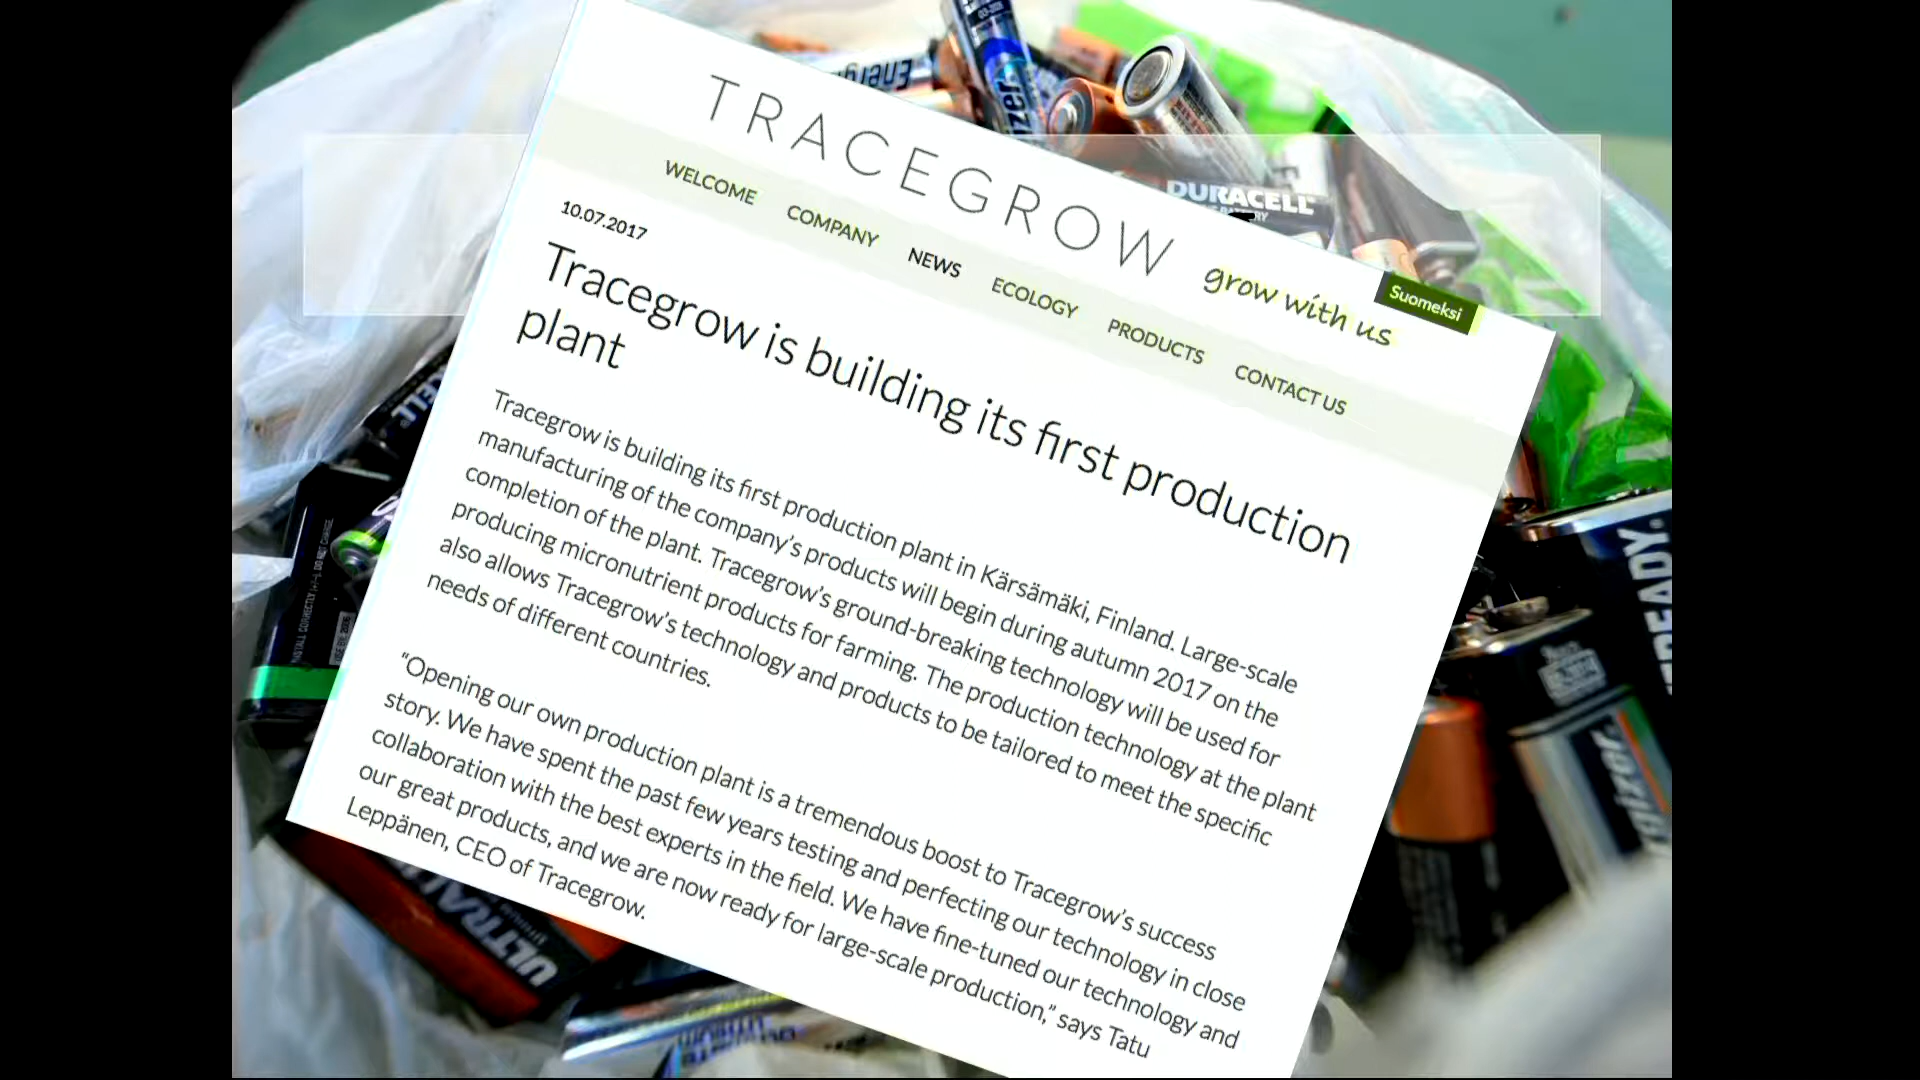 Energizer
DURACELL
TRACEGROW
grow with us
Suomeksi
WELCOME COMPANY NEWS ECOLOGY PRODUCTS CONTACT US
10.07.2017
Tracegrow is building its first production
plant
Tracegrow is building its first production plant in Kärsämäki, Finland. Large-scale
manufacturing of the company’s products will begin during autumn 2017 on the
completion of the plant. Tracegrow’s ground-breaking technology will be used for
producing micronutrient products for farming. The production technology at the plant
also allows Tracegrow’s technology and products to be tailored to meet the specific
needs of different countries.
“Opening our own production plant is a tremendous boost to Tracegrow’s success
story. We have spent the past few years testing and perfecting our technology in close
collaboration with the best experts in the field. We have fine-tuned our technology and
our great products, and we are now ready for large-scale production,” says Tatu
Leppänen, CEO of Tracegrow.
ULTRA